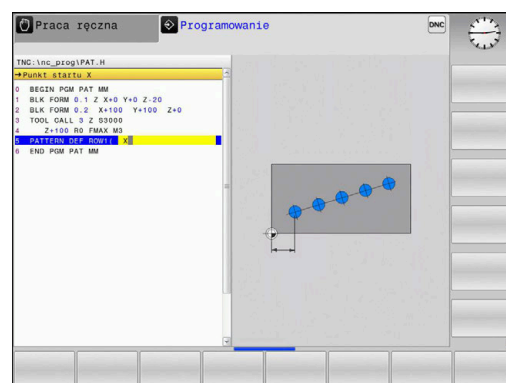 Praca ręczna
Programowanie
DNC
TNC:\nc_prog\PAT.H
→Punkt startu X
0 BEGIN PGM PAT MM
1 BLK FORM 0.1 Z X+0 Y+0 Z-20
2 BLK FORM 0.2 X+100 Y+100 Z+0
3 TOOL CALL 3 Z S3000
4 Z+100 R0 FMAX M3
5 PATTERN DEF ROW1( X
6 END PGM PAT MM